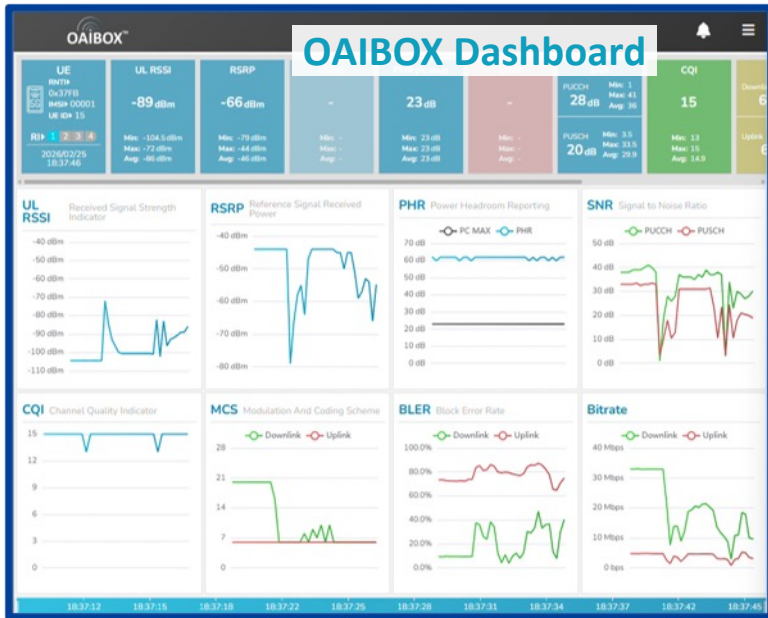 OAIBOX™
OAIBOX Dashboard
UE
RNTI▸
0x37FB
IMSI▸ 00001
UE ID▸ 15
RI▸ 1 2 3 4
2026/02/25
18:37:46
UL RSSI
-89 dBm
Min: -104.5 dBm
Max: -72 dBm
Avg: -86 dBm
RSRP
-66 dBm
Min: -79 dBm
Max: -44 dBm
Avg: -46 dBm
-
Min: -
Max: -
Avg: -
23 dB
Min: 23 dB
Max: 23 dB
Avg: 23 dB
-
Min: -
Max: -
Avg: -
PUCCH
28 dB
Min: 1
Max: 41
Avg: 36
PUSCH
20 dB
Min: 3.5
Max: 33.5
Avg: 29.9
CQI
15
Min: 13
Max: 15
Avg: 14.9
Downli
6
Uplink
6
UL RSSI Received Signal Strength Indicator
-40 dBm
-50 dBm
-60 dBm
-70 dBm
-80 dBm
-90 dBm
-100 dBm
-110 dBm
RSRP Reference Signal Received Power
-40 dBm
-50 dBm
-60 dBm
-70 dBm
-80 dBm
PHR Power Headroom Reporting
PC MAX PHR
70 dB
60 dB
50 dB
40 dB
30 dB
20 dB
10 dB
0 dB
SNR Signal to Noise Ratio
PUCCH PUSCH
50 dB
40 dB
30 dB
20 dB
10 dB
0 dB
CQI Channel Quality Indicator
15
12
9
6
3
0
MCS Modulation And Coding Scheme
Downlink Uplink
28
21
14
7
0
BLER Block Error Rate
Downlink Uplink
100.0%
80.0%
60.0%
40.0%
20.0%
0.0%
Bitrate
Downlink Uplink
40 Mbps
30 Mbps
20 Mbps
10 Mbps
0 bps
18:37:12 18:37:15 18:37:18 18:37:22 18:37:25 18:37:28 18:37:31 18:37:34 18:37:37 18:37:42 18:37:45